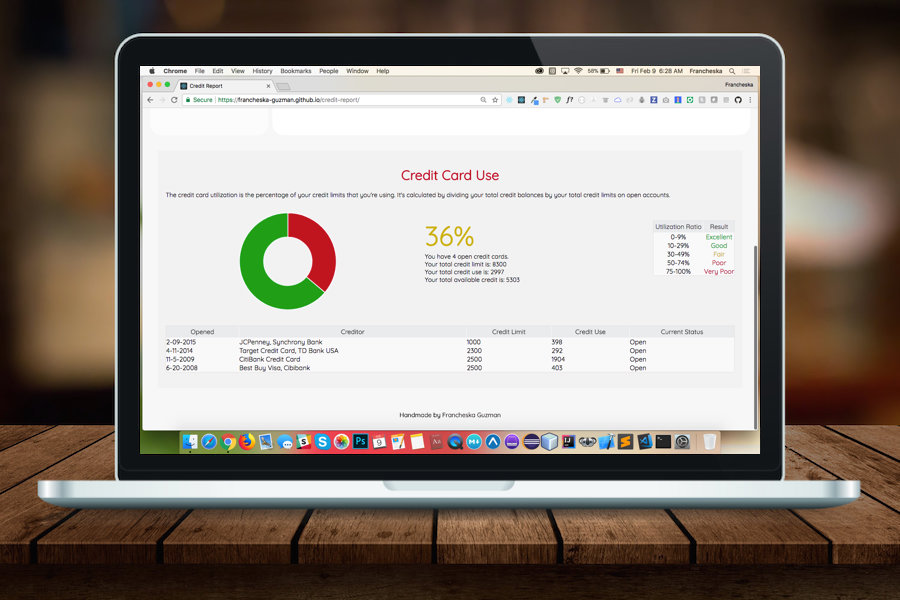 Chrome File Edit View History Bookmarks People Window Help 58% Fri Feb 9 6:28 AM Francheska
Credit Report Francheska
Secure https://francheska-guzman.github.io/credit-report/
Credit Card Use
The credit card utilization is the percentage of your credit limits that you're using. It's calculated by dividing your total credit balances by your total credit limits on open accounts.
36%
You have 4 open credit cards.
Your total credit limit is: 8300
Your total credit use is: 2997
Your total available credit is: 5303
Utilization Ratio Result
0-9% Excellent
10-29% Good
30-49% Fair
50-74% Poor
75-100% Very Poor
Opened Creditor Credit Limit Credit Use Current Status
2-09-2015 JCPenney, Synchrony Bank 1000 398 Open
4-11-2014 Target Credit Card, TD Bank USA 2300 292 Open
11-5-2009 CitiBank Credit Card 2500 1904 Open
6-20-2008 Best Buy Visa, Cibibank 2500 403 Open
Handmade by Francheska Guzman